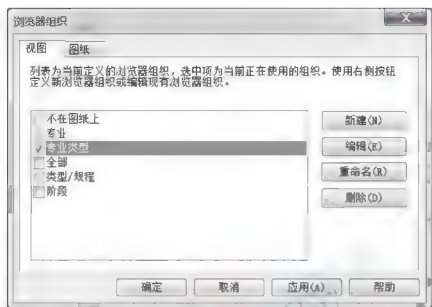 浏览器组织
视图 图纸
列表为当前定义的浏览器组织，选中项为当前正在使用的组织。使用右侧按钮
定义新浏览器组织或编辑现有浏览器组织。
不在图纸上
专业
专业类型
全部
类型/规程
阶段
新建(N)
编辑(E)
重命名(R)
删除(D)
确定 取消 应用(A) 帮助